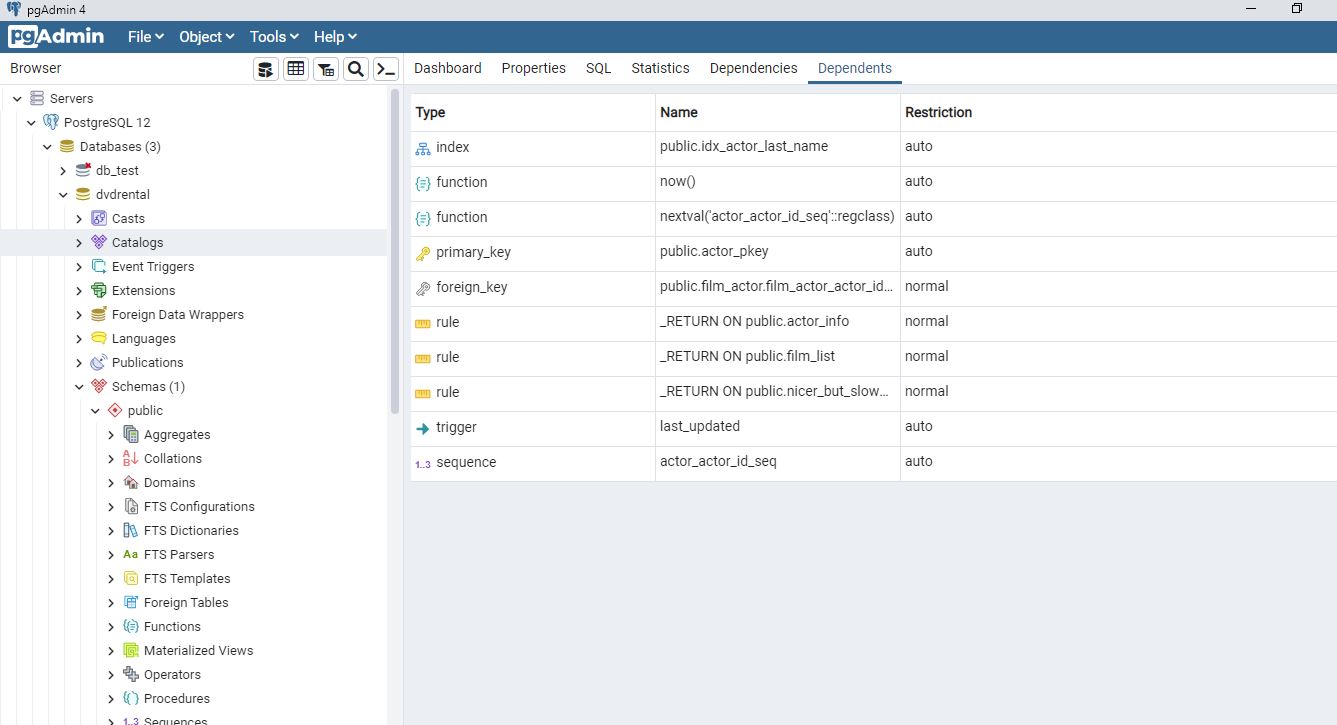 pgAdmin 4
pgAdmin File Object Tools Help
Browser
Dashboard Properties SQL Statistics Dependencies Dependents
Servers
PostgreSQL 12
Databases (3)
db_test
dvdrental
Casts
Catalogs
Event Triggers
Extensions
Foreign Data Wrappers
Languages
Publications
Schemas (1)
public
Aggregates
Collations
Domains
FTS Configurations
FTS Dictionaries
Aa FTS Parsers
FTS Templates
Foreign Tables
Functions
Materialized Views
Operators
Procedures
1..3 Sequences
Type Name Restriction
index public.idx_actor_last_name auto
function now() auto
function nextval('actor_actor_id_seq'::regclass) auto
primary_key public.actor_pkey auto
foreign_key public.film_actor.film_actor_actor_id... normal
rule _RETURN ON public.actor_info normal
rule _RETURN ON public.film_list normal
rule _RETURN ON public.nicer_but_slow... normal
trigger last_updated auto
1..3 sequence actor_actor_id_seq auto